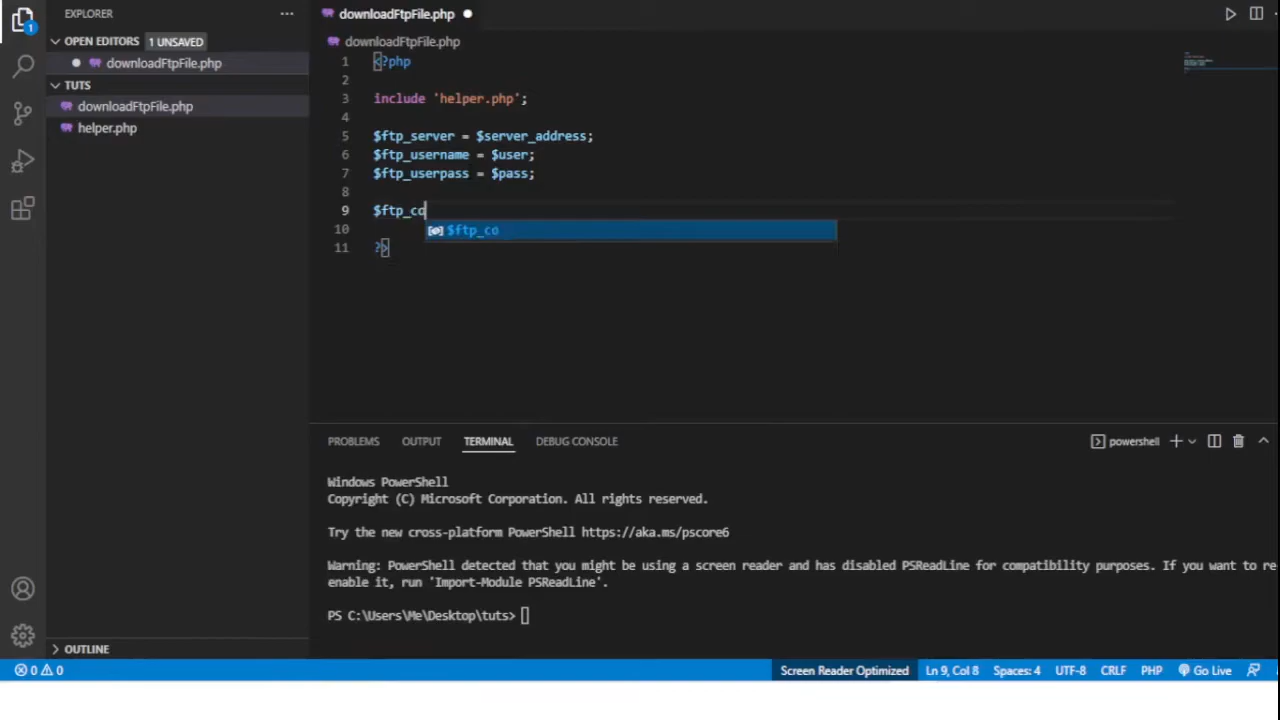 EXPLORER
OPEN EDITORS 1 UNSAVED
downloadFtpFile.php
TUTS
downloadFtpFile.php
helper.php
OUTLINE
1
downloadFtpFile.php
downloadFtpFile.php
1 <?php
2
3 include 'helper.php';
4
5 $ftp_server = $server_address;
6 $ftp_username = $user;
7 $ftp_userpass = $pass;
8
9 $ftp_co
$ftp_co
10
11 ?>
PROBLEMS OUTPUT TERMINAL DEBUG CONSOLE powershell
Windows PowerShell
Copyright (C) Microsoft Corporation. All rights reserved.
Try the new cross-platform PowerShell https://aka.ms/pscore6
Warning: PowerShell detected that you might be using a screen reader and has disabled PSReadLine for compatibility purposes. If you want to re
enable it, run 'Import-Module PSReadLine'.
PS C:\Users\Me\Desktop\tuts>
0 0 Screen Reader Optimized Ln 9, Col 8 Spaces: 4 UTF-8 CRLF PHP Go Live